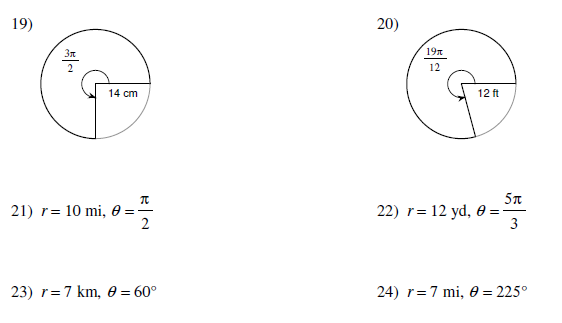 19)
3π
2
14 cm
20)
19π
12
12 ft
21) r = 10 mi, θ = π/2
22) r = 12 yd, θ = 5π/3
23) r = 7 km, θ = 60°
24) r = 7 mi, θ = 225°